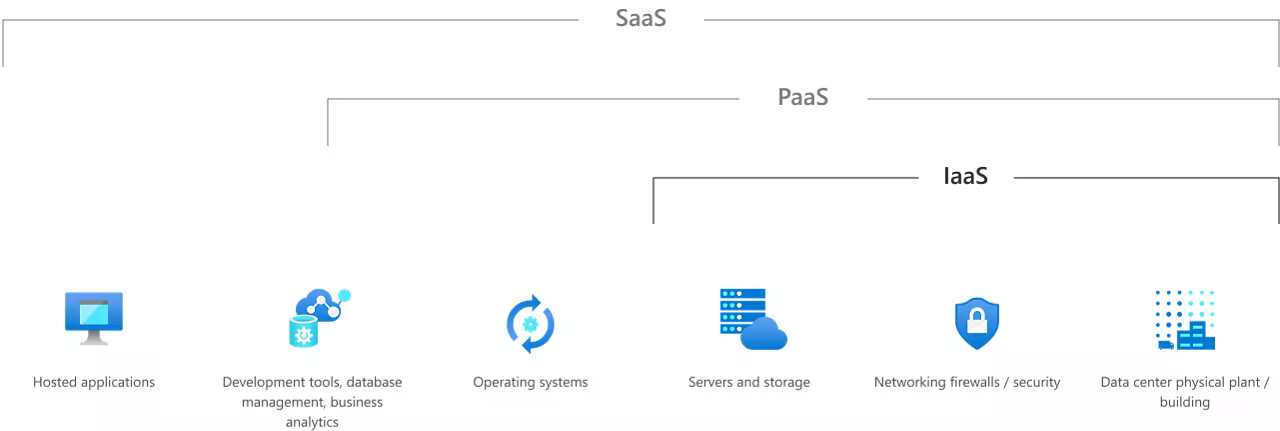 SaaS
PaaS
IaaS
Hosted applications
Development tools, database
management, business
analytics
Operating systems
Servers and storage
Networking firewalls / security
Data center physical plant /
building